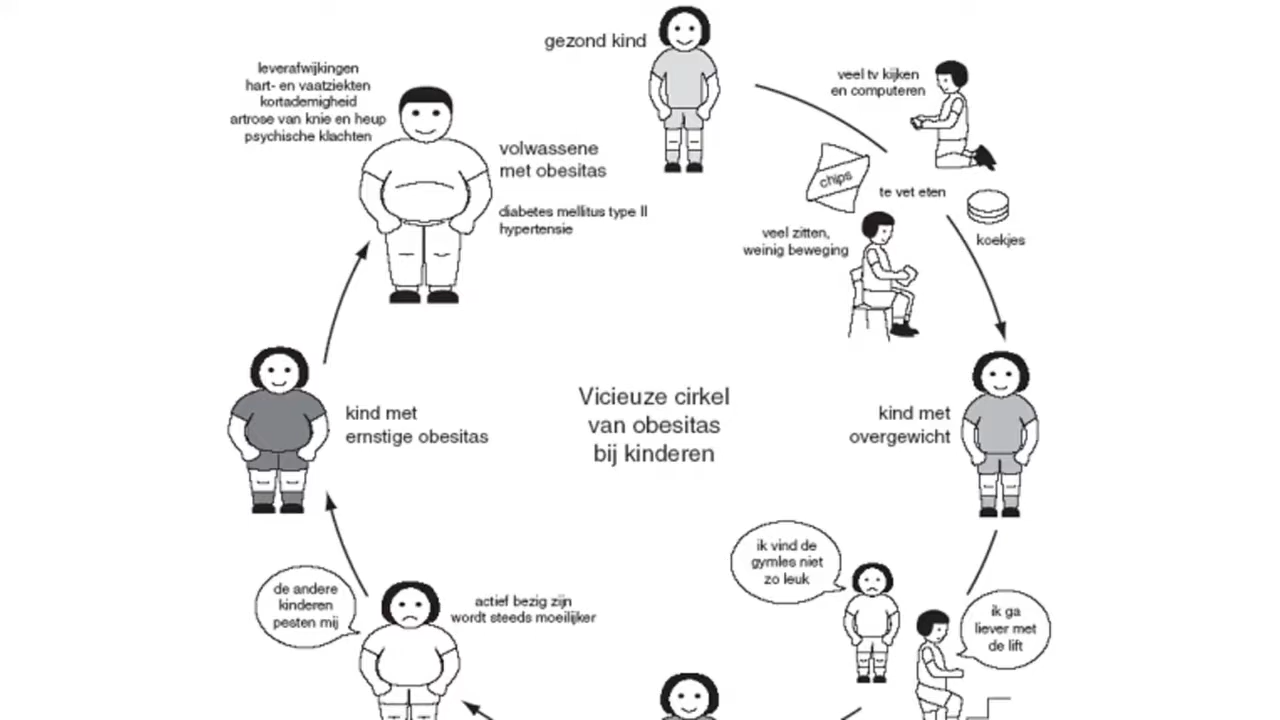 gezond kind
veel tv kijken
en computeren
chips
te vet eten
koekjes
veel zitten,
weinig beweging
kind met
overgewicht
ik vind de
gymles niet
zo leuk
ik ga
liever met
de lift
actief bezig zijn
wordt steeds moeilijker
de andere
kinderen
pesten mij
kind met
ernstige obesitas
volwassene
met obesitas
diabetes mellitus type II
hypertensie
leverafwijkingen
hart- en vaatziekten
kortademigheid
artrose van knie en heup
psychische klachten
Vicieuze cirkel
van obesitas
bij kinderen